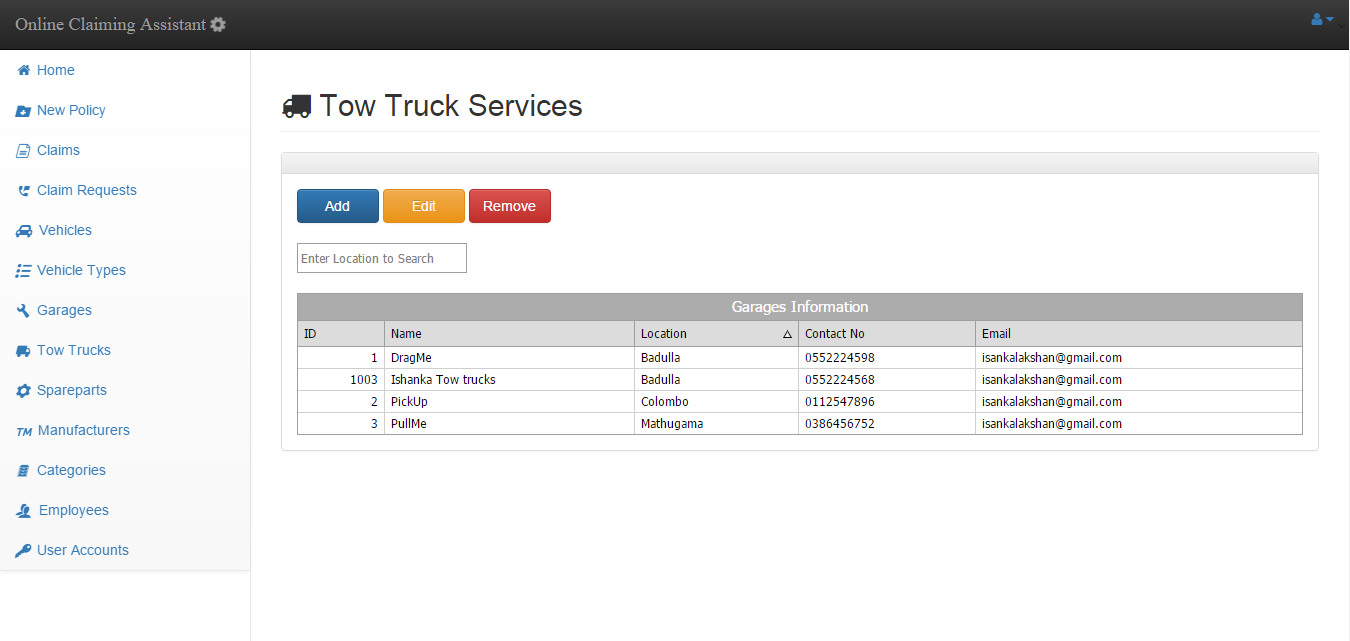 Online Claiming Assistant
Home
New Policy
Claims
Claim Requests
Vehicles
Vehicle Types
Garages
Tow Trucks
Spareparts
TM Manufacturers
Categories
Employees
User Accounts
Tow Truck Services
Add Edit Remove
Enter Location to Search
Garages Information
ID Name Location Contact No Email
1 DragMe Badulla 0552224598 isankalakshan@gmail.com
1003 Ishanka Tow trucks Badulla 0552224568 isankalakshan@gmail.com
2 PickUp Colombo 0112547896 isankalakshan@gmail.com
3 PullMe Mathugama 0386456752 isankalakshan@gmail.com